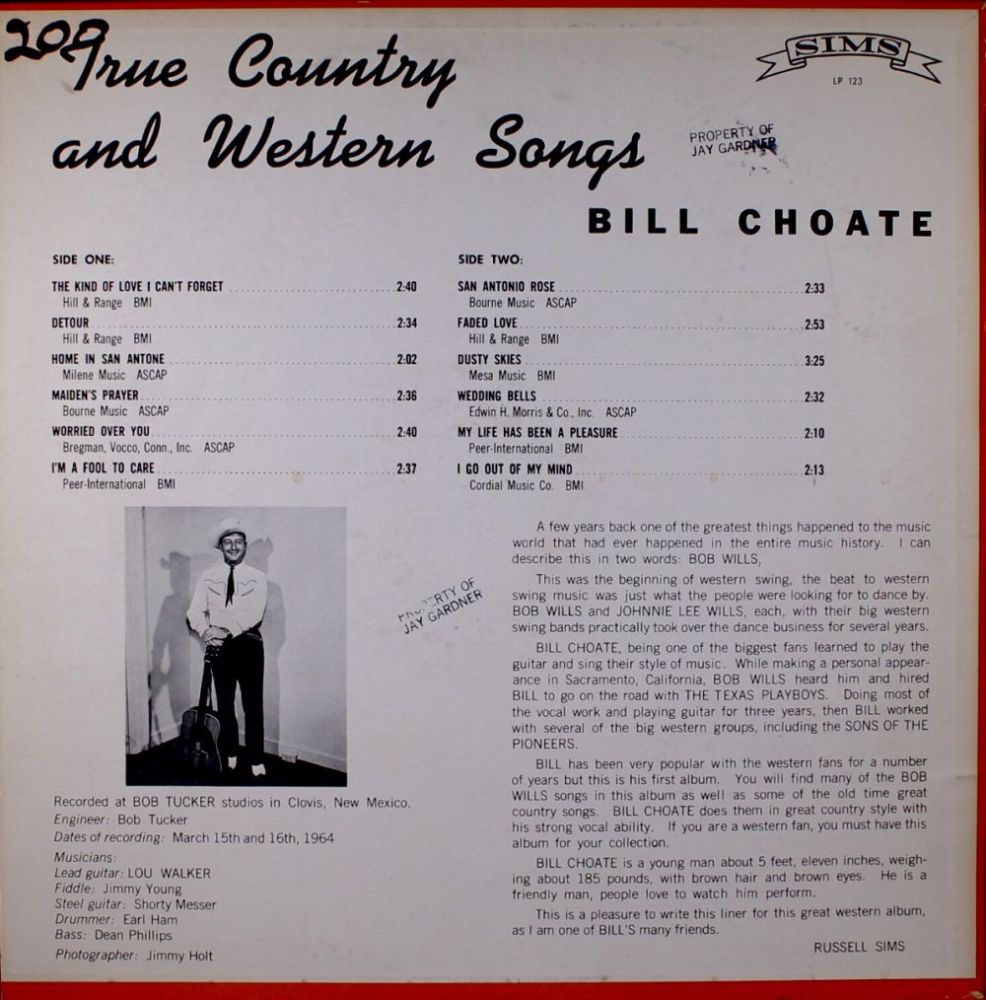 209
True Country
and Western Songs
SIMS
LP 123
PROPERTY OF
JAY GARDNER
BILL CHOATE
SIDE ONE:
THE KIND OF LOVE I CAN'T FORGET 2:40
Hill & Range BMI
DETOUR 2:34
Hill & Range BMI
HOME IN SAN ANTONE 2:02
Milene Music ASCAP
MAIDEN'S PRAYER 2:36
Bourne Music ASCAP
WORRIED OVER YOU 2:40
Bregman, Vocco, Conn., Inc. ASCAP
I'M A FOOL TO CARE 2:37
Peer-International BMI
SIDE TWO:
SAN ANTONIO ROSE 2:33
Bourne Music ASCAP
FADED LOVE 2:53
Hill & Range BMI
DUSTY SKIES 3:25
Mesa Music BMI
WEDDING BELLS 2:32
Edwin H. Morris & Co., Inc. ASCAP
MY LIFE HAS BEEN A PLEASURE 2:10
Peer-International BMI
I GO OUT OF MY MIND 2:13
Cordial Music Co. BMI
JAY GARDNER
Recorded at BOB TUCKER studios in Clovis, New Mexico.
Engineer: Bob Tucker
Dates of recording: March 15th and 16th, 1964
Musicians:
Lead guitar: LOU WALKER
Fiddle: Jimmy Young
Steel guitar: Shorty Messer
Drummer: Earl Ham
Bass: Dean Phillips
Photographer: Jimmy Holt
A few years back one of the greatest things happened to the music
world that had ever happened in the entire music history. I can
describe this in two words: BOB WILLS,
This was the beginning of western swing, the beat to western
swing music was just what the people were looking for to dance by.
BOB WILLS and JOHNNIE LEE WILLS, each, with their big western
swing bands practically took over the dance business for several years.
BILL CHOATE, being one of the biggest fans learned to play the
guitar and sing their style of music. While making a personal appear-
ance in Sacramento, California, BOB WILLS heard him and hired
BILL to go on the road with THE TEXAS PLAYBOYS. Doing most of
the vocal work and playing guitar for three years, then BILL worked
with several of the big western groups, including the SONS OF THE
PIONEERS.
BILL has been very popular with the western fans for a number
of years but this is his first album. You will find many of the BOB
WILLS songs in this album as well as some of the old time great
country songs. BILL CHOATE does them in great country style with
his strong vocal ability. If you are a western fan, you must have this
album for your collection.
BILL CHOATE is a young man about 5 feet, eleven inches, weigh-
ing about 185 pounds, with brown hair and brown eyes. He is a
friendly man, people love to watch him perform.
This is a pleasure to write this liner for this great western album,
as I am one of BILL'S many friends.
RUSSELL SIMS